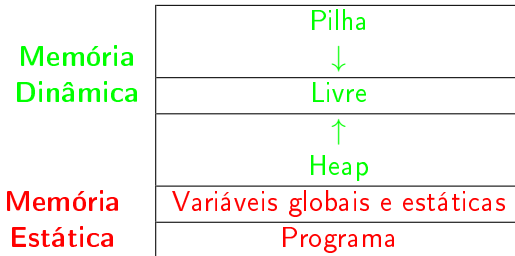 Pilha
Memória
↓
Dinâmica
Livre
↑
Heap
Memória
Variáveis globais e estáticas
Estática
Programa